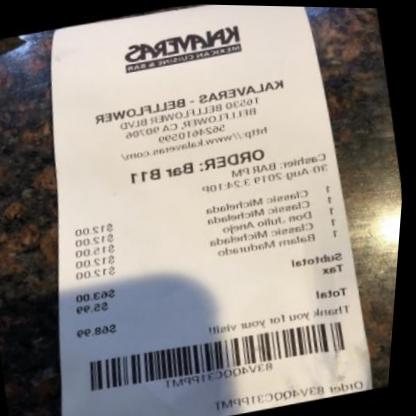 KALAVERAS
MEXICAN CUISINE & BAR
KALAVERAS - BELLFLOWER
16530 BELLFLOWER BLVD
BELLFLOWER, CA 90706
5624610599
http://www.kalaveras.com/
ORDER: Bar B11
Cashier: BAR PM
30-Aug-2019 3:24:10P
1 Classic Michelada $12.00
1 Classic Michelada $12.00
1 Don Julio Anejo $15.00
1 Classic Michelada $12.00
1 Balam Madurado $12.00
Subtotal $63.00
Tax $5.99
Total $68.99
Thank you for your visit!!
83V4QQC31PPMT
Order 83V4QQC31PPMT